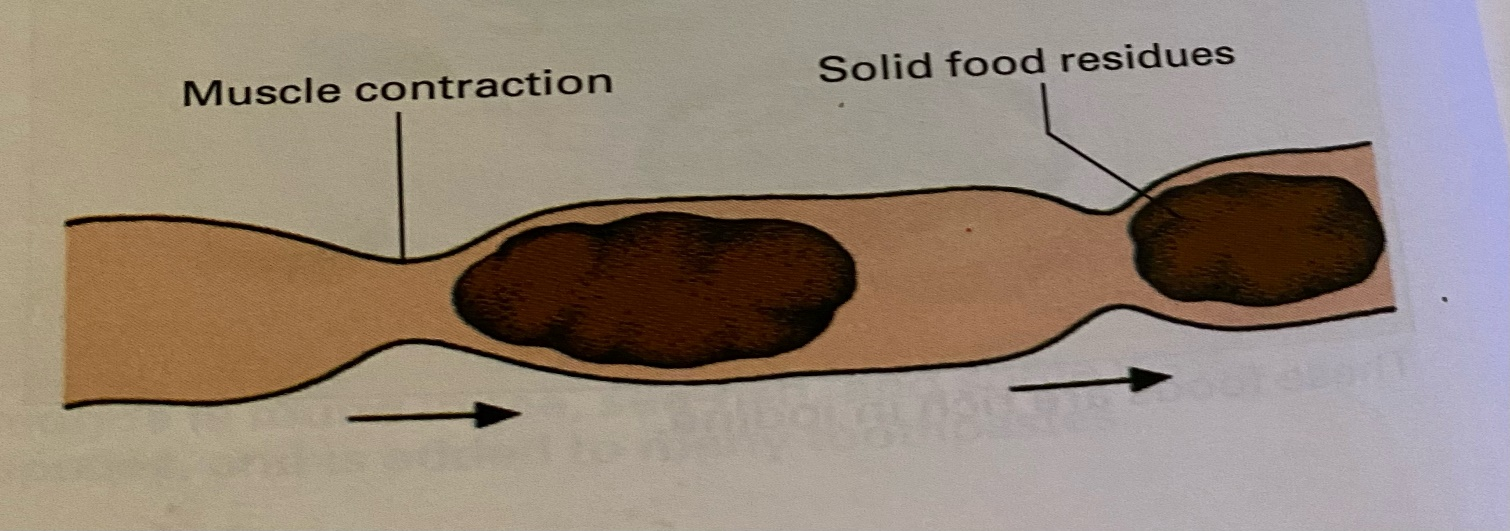 Muscle contraction
Solid food residues